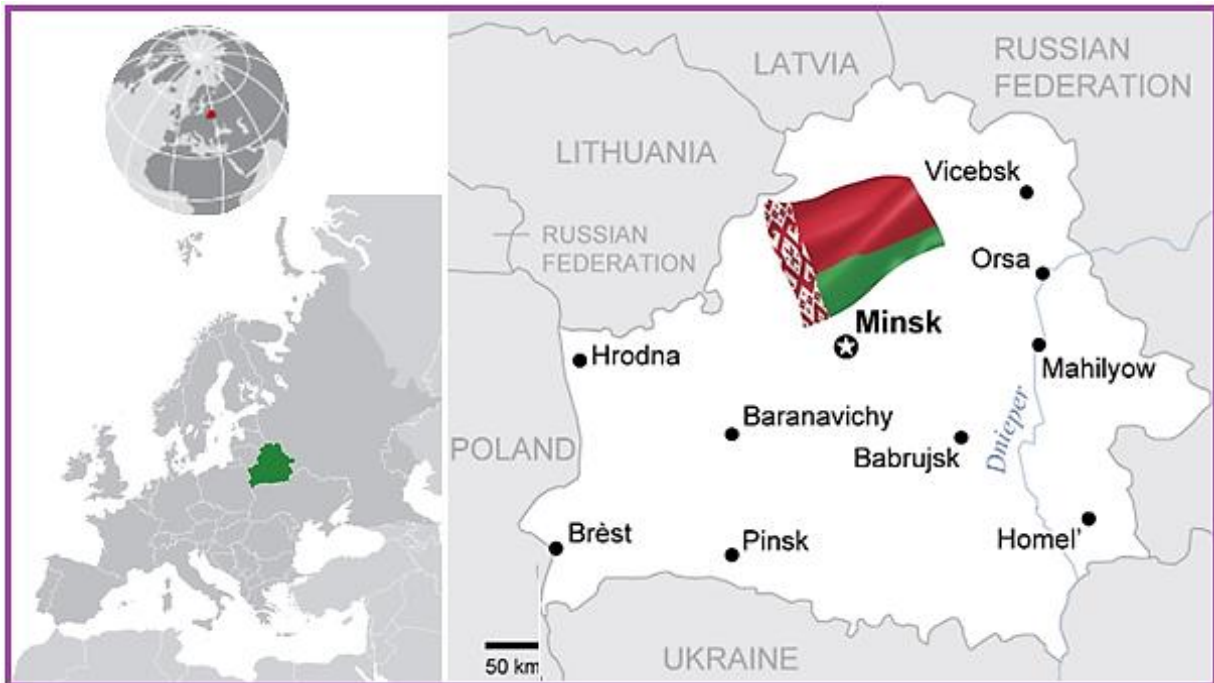 LATVIA
RUSSIAN
FEDERATION
LITHUANIA
Vicebsk
RUSSIAN
FEDERATION
Orsa
Minsk
Hrodna
Mahilyow
Baranavichy
Dnieper
POLAND
Babrujsk
Brèst
Pinsk
Homel'
50 km
UKRAINE